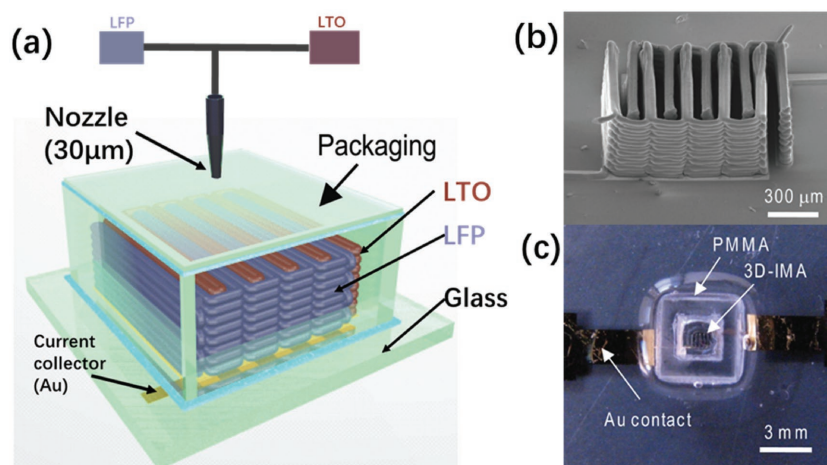 (a)
LFP
LTO
Nozzle
(30μm)
Packaging
LTO
LFP
Glass
Current
collector
(Au)
(b)
300 μm
(c)
PMMA
3D-IMA
Au contact
3 mm